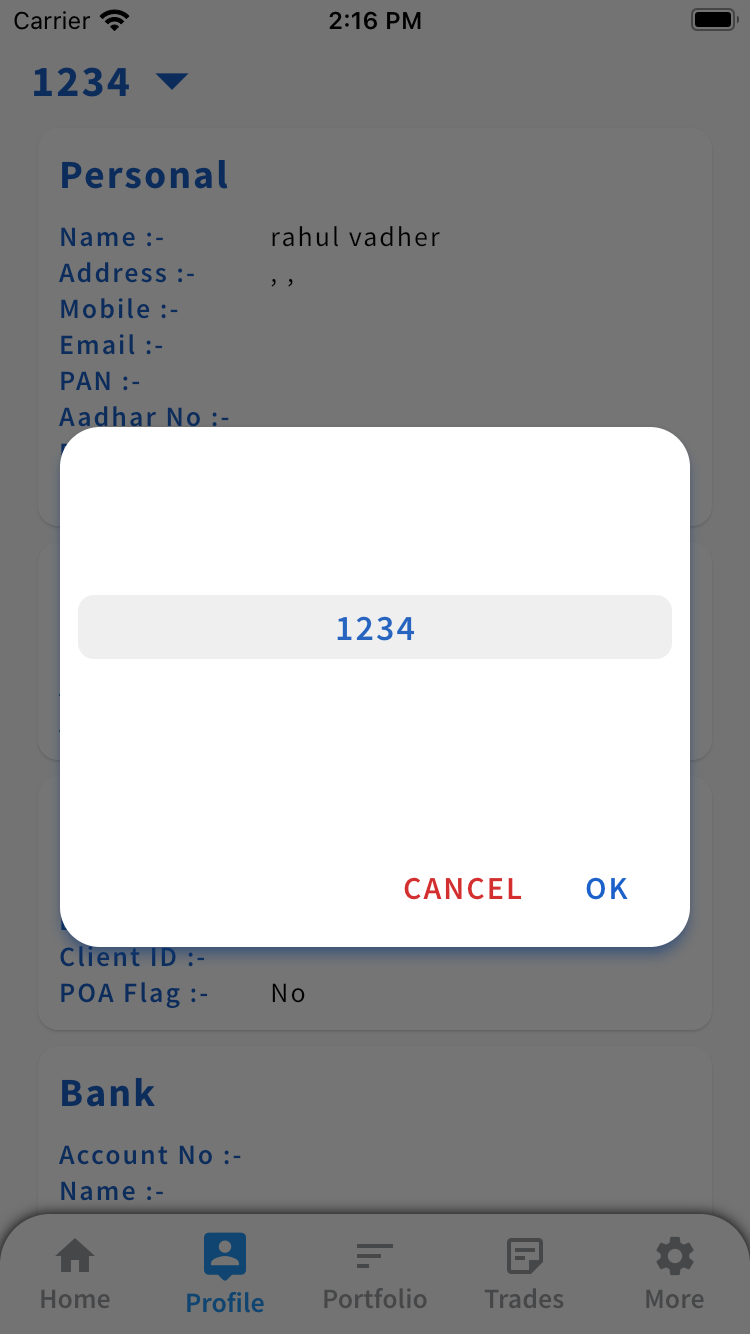 Carrier 2:16 PM
1234
Personal
Name :- rahul vadher
Address :- , ,
Mobile :-
Email :-
PAN :-
Aadhar No :-
1234
CANCEL OK
Client ID :-
POA Flag :- No
Bank
Account No :-
Name :-
Home Profile Portfolio Trades More